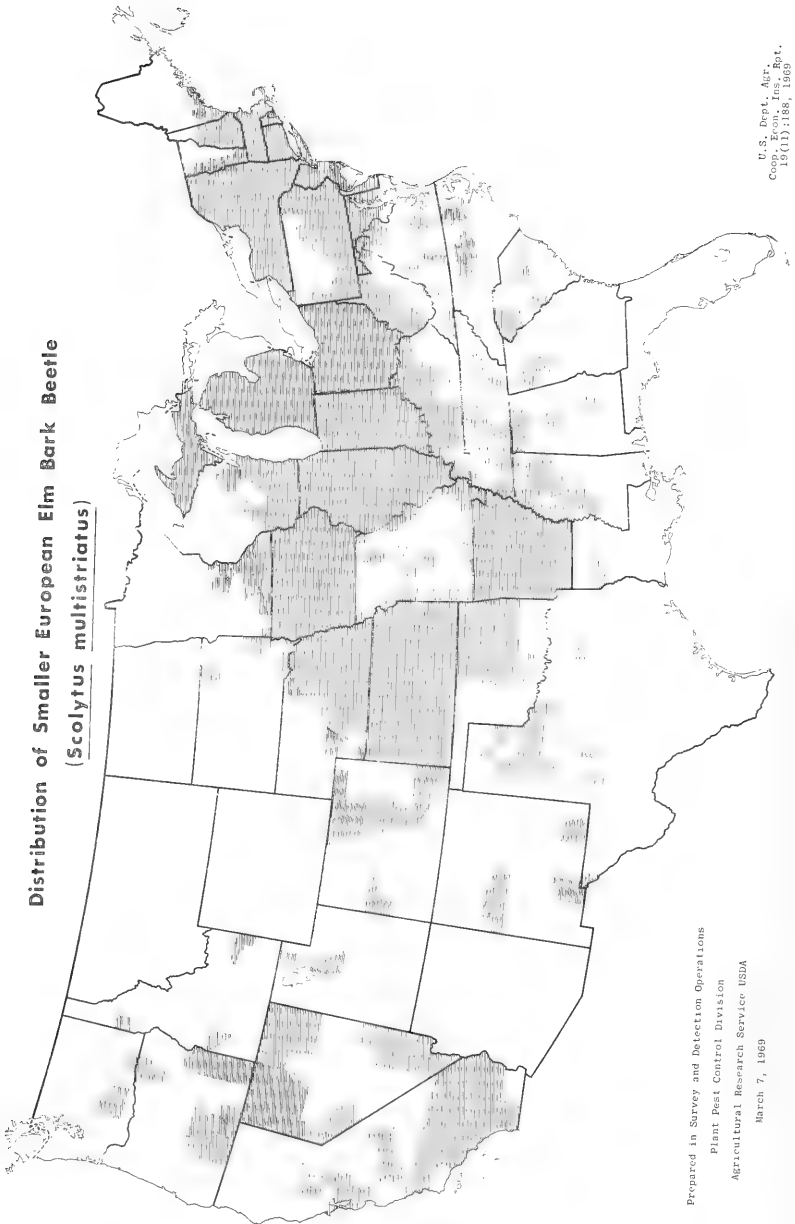 Distribution of Smaller European Elm Bark Beetle
(Scolytus multistriatus)
Prepared in Survey and Detection Operations
Plant Pest Control Division
Agricultural Research Service USDA
March 7, 1969
U.S. Dept. Agr.
Coop. Econ. Ins. Rpt.
19(11):188, 1969